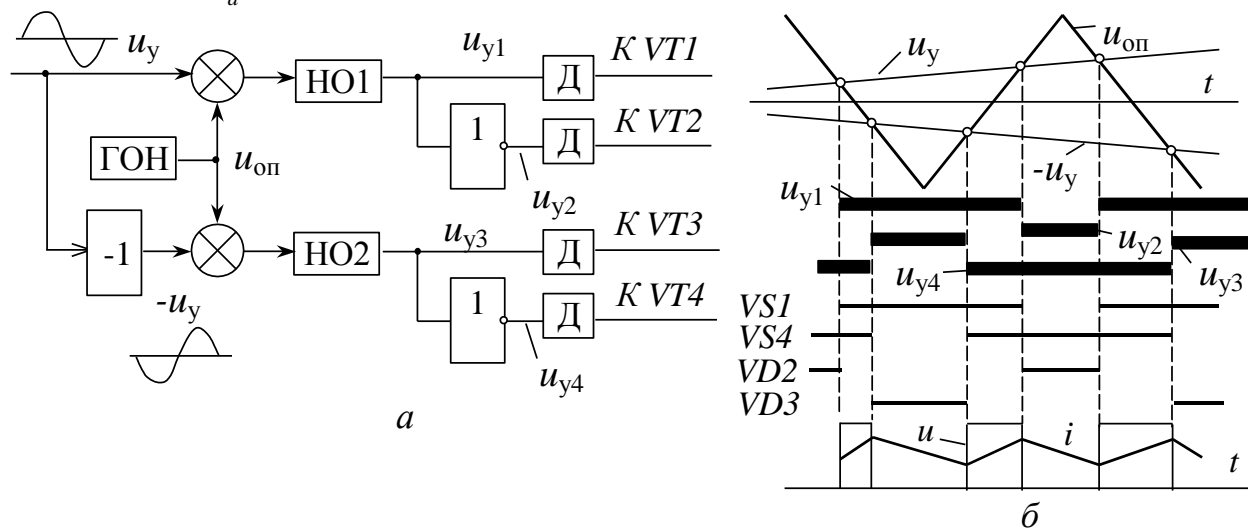 a
u_у
u_у1
К VT1
НО1
Д
К VT2
1
Д
ГОН
u_оп
u_у2
u_у3
К VT3
-1
НО2
Д
К VT4
1
Д
-u_у
u_у4
а
u_у
u_оп
t
-u_у
u_у1
u_у2
u_у4
u_у3
VS1
VS4
VD2
VD3
u
i
t
б